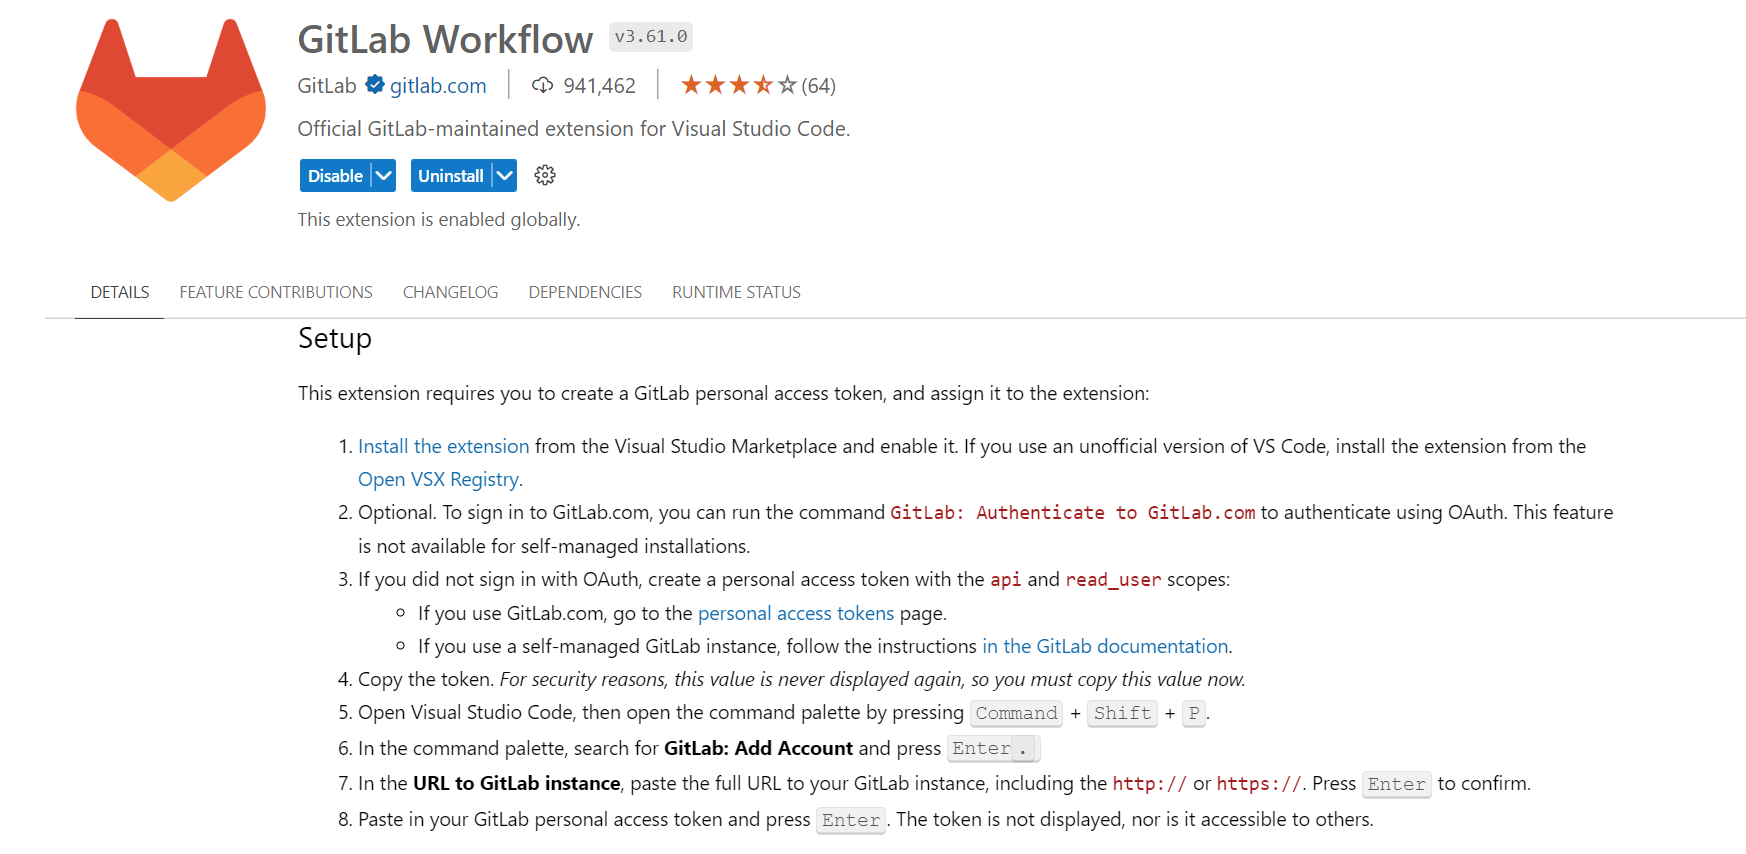 GitLab Workflow v3.61.0
GitLab gitlab.com 941,462 (64)
Official GitLab-maintained extension for Visual Studio Code.
Disable Uninstall
This extension is enabled globally.
DETAILS FEATURE CONTRIBUTIONS CHANGELOG DEPENDENCIES RUNTIME STATUS
Setup
This extension requires you to create a GitLab personal access token, and assign it to the extension:
1. Install the extension from the Visual Studio Marketplace and enable it. If you use an unofficial version of VS Code, install the extension from the
Open VSX Registry.
2. Optional. To sign in to GitLab.com, you can run the command GitLab: Authenticate to GitLab.com to authenticate using OAuth. This feature
is not available for self-managed installations.
3. If you did not sign in with OAuth, create a personal access token with the api and read_user scopes:
If you use GitLab.com, go to the personal access tokens page.
If you use a self-managed GitLab instance, follow the instructions in the GitLab documentation.
4. Copy the token. For security reasons, this value is never displayed again, so you must copy this value now.
5. Open Visual Studio Code, then open the command palette by pressing Command + Shift + P.
6. In the command palette, search for GitLab: Add Account and press Enter.
7. In the URL to GitLab instance, paste the full URL to your GitLab instance, including the http:// or https://. Press Enter to confirm.
8. Paste in your GitLab personal access token and press Enter. The token is not displayed, nor is it accessible to others.